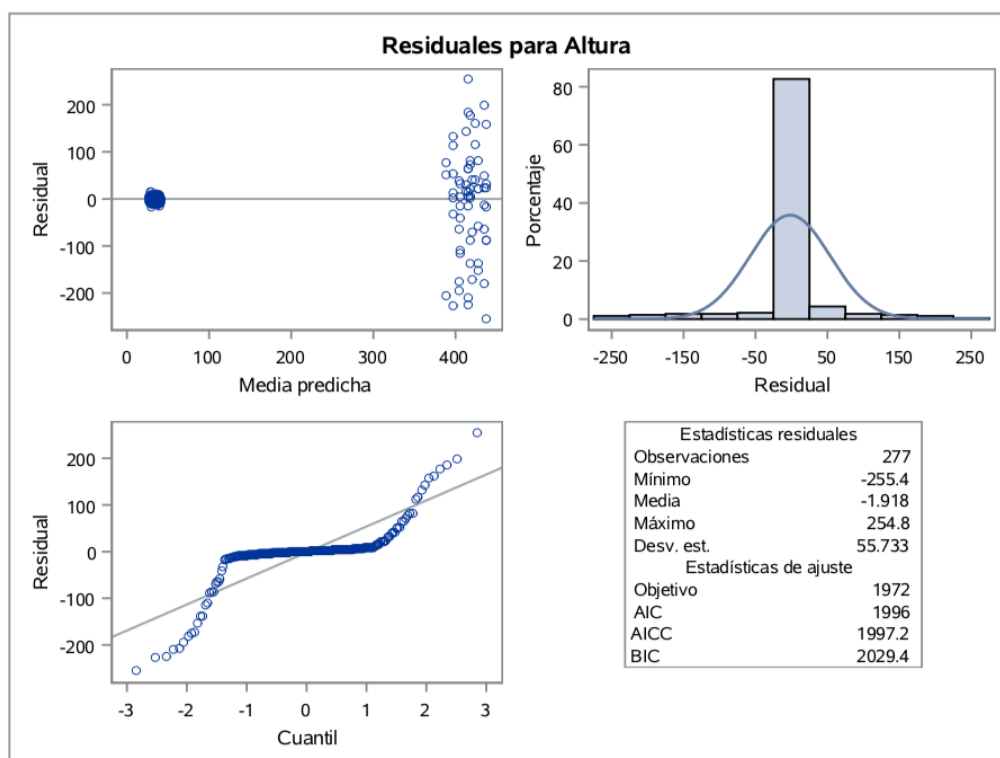 Residuales para Altura
Residual
200
100
0
-100
-200
0
100
200
300
400
Media predicha
Porcentaje
80
60
40
20
0
-250
-150
-50
50
150
250
Residual
Residual
200
100
0
-100
-200
-3
-2
-1
0
1
2
3
Cuantil
Estadísticas residuales
Observaciones 277
Mínimo -255.4
Media -1.918
Máximo 254.8
Desv. est. 55.733
Estadísticas de ajuste
Objetivo 1972
AIC 1996
AICC 1997.2
BIC 2029.4